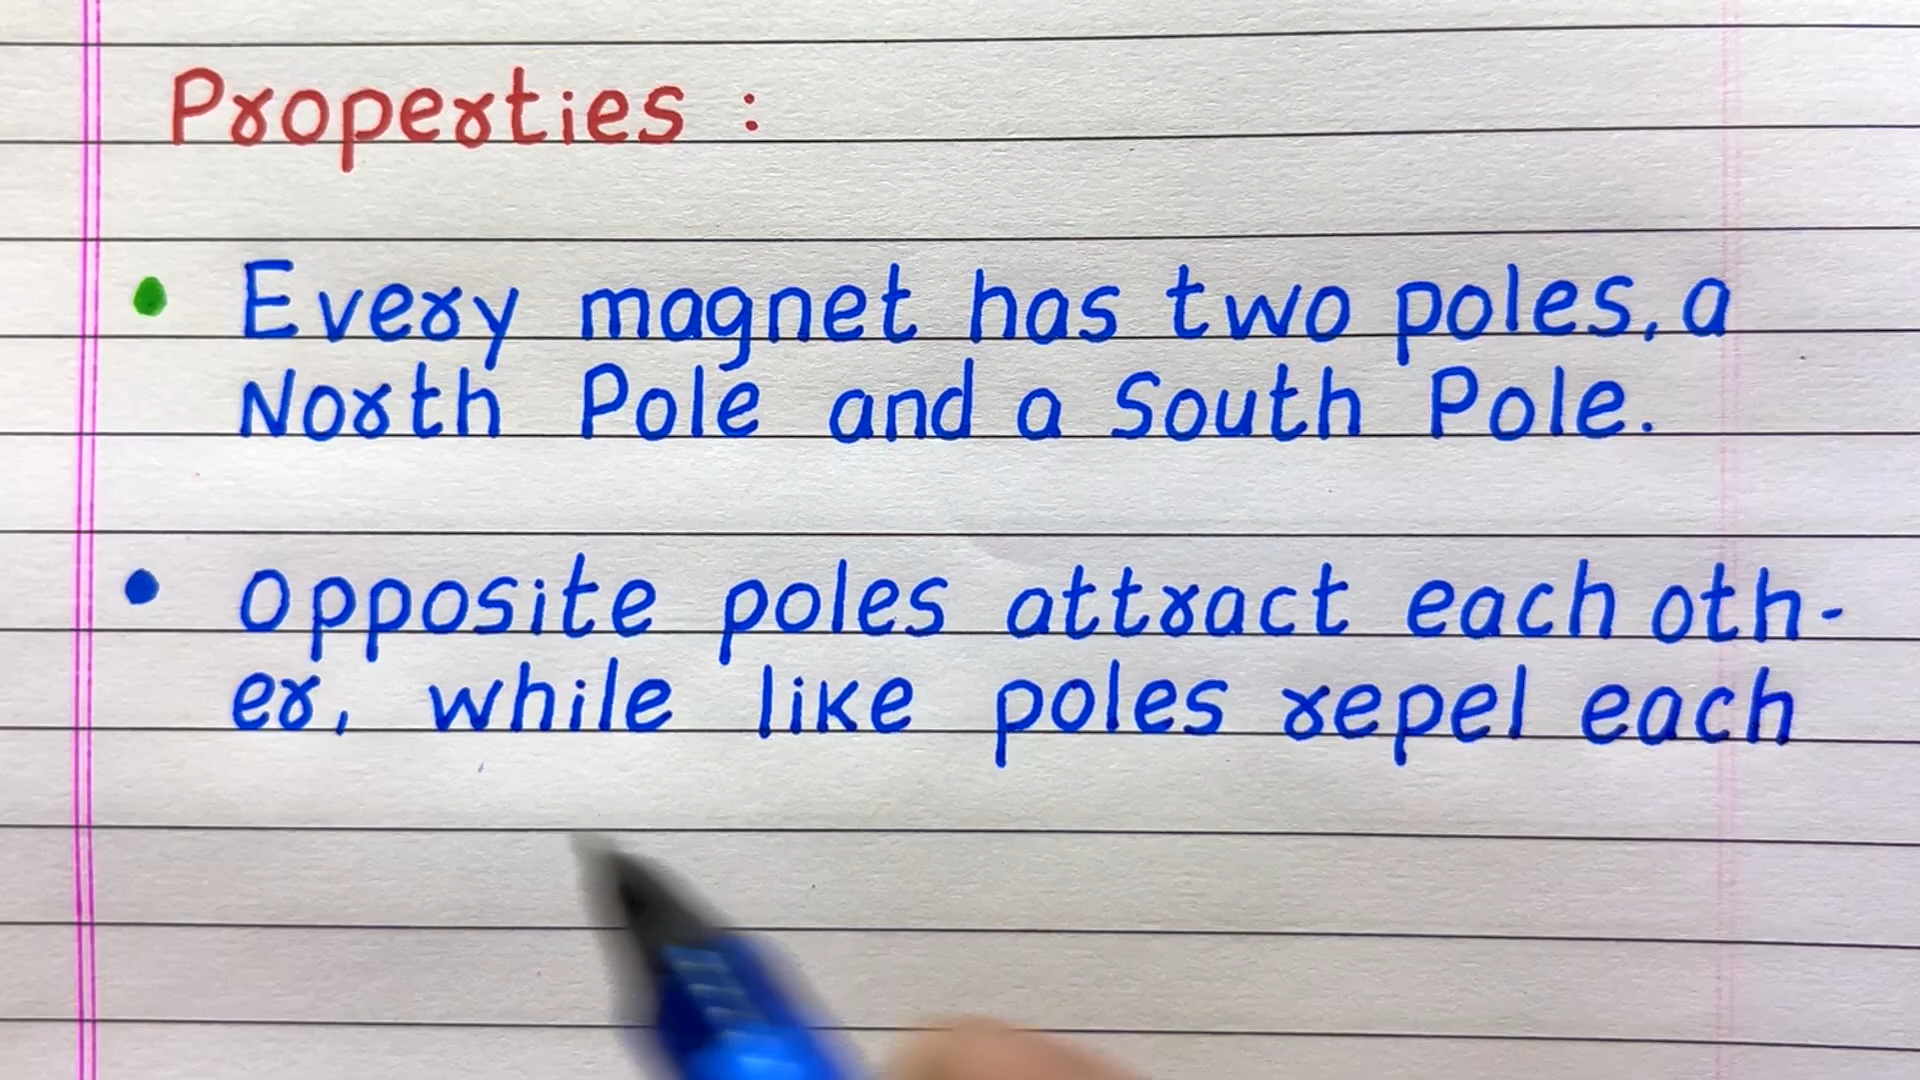 Properties :
• Every magnet has two poles, a
North Pole and a South Pole.
• Opposite poles attract each oth-
er, while like poles repel each